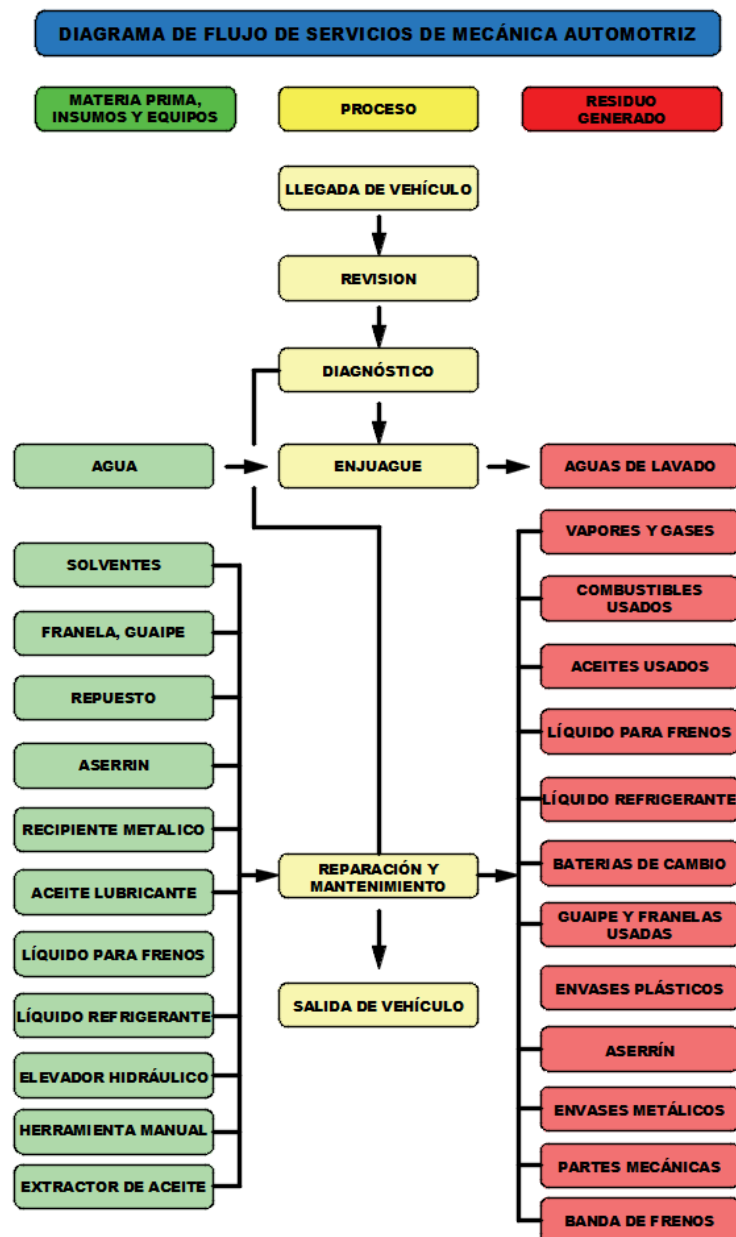 DIAGRAMA DE FLUJO DE SERVICIOS DE MECÁNICA AUTOMOTRIZ
MATERIA PRIMA,
INSUMOS Y EQUIPOS
PROCESO
RESIDUO
GENERADO
LLEGADA DE VEHÍCULO
REVISION
DIAGNÓSTICO
AGUA
ENJUAGUE
AGUAS DE LAVADO
SOLVENTES
FRANELA, GUAIPE
REPUESTO
ASERRIN
RECIPIENTE METALICO
ACEITE LUBRICANTE
LÍQUIDO PARA FRENOS
LÍQUIDO REFRIGERANTE
ELEVADOR HIDRÁULICO
HERRAMIENTA MANUAL
EXTRACTOR DE ACEITE
REPARACIÓN Y
MANTENIMIENTO
SALIDA DE VEHÍCULO
VAPORES Y GASES
COMBUSTIBLES
USADOS
ACEITES USADOS
LÍQUIDO PARA FRENOS
LÍQUIDO REFRIGERANTE
BATERIAS DE CAMBIO
GUAIPE Y FRANELAS
USADAS
ENVASES PLÁSTICOS
ASERRÍN
ENVASES METÁLICOS
PARTES MECÁNICAS
BANDA DE FRENOS